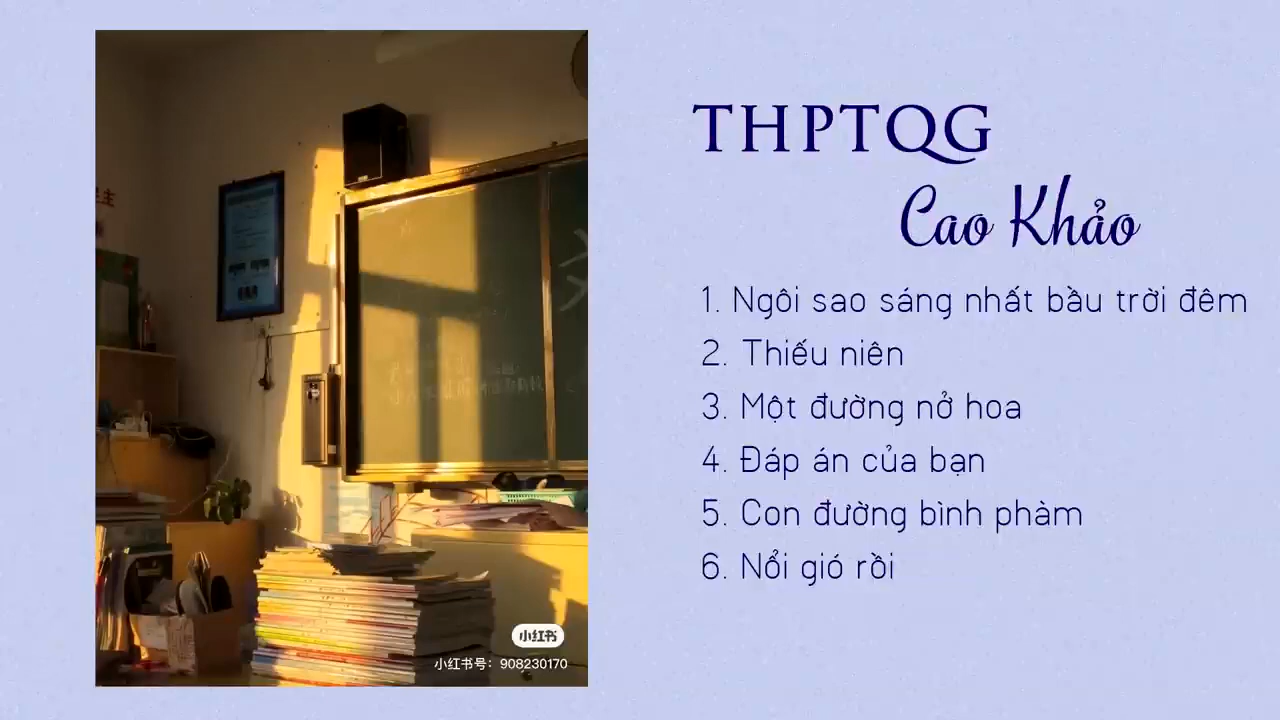 THPTQG
Cao Khảo
1. Ngôi sao sáng nhất bầu trời đêm
2. Thiếu niên
3. Một đường nở hoa
4. Đáp án của bạn
5. Con đường bình phàm
6. Nổi gió rồi
小红书
小红书号：908230170